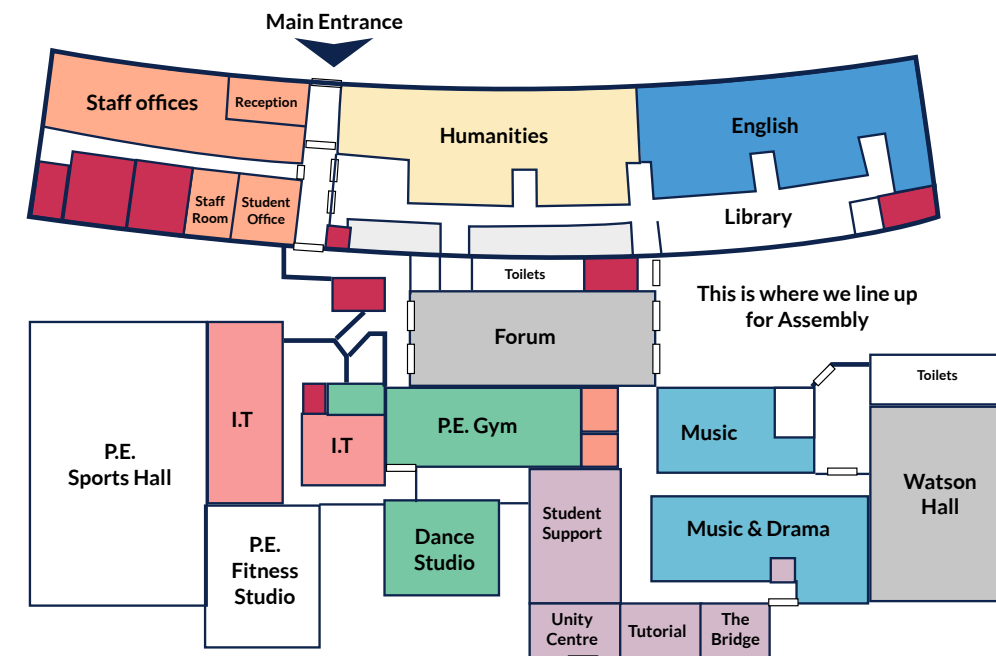 Main Entrance
Staff offices
Reception
Humanities
English
Staff
Room
Student
Office
Library
Toilets
This is where we line up
for Assembly
Forum
Toilets
I.T
P.E. Gym
Music
I.T
P.E.
Sports Hall
Watson
Hall
Student
Support
Music & Drama
Dance
Studio
P.E.
Fitness
Studio
Unity
Centre
Tutorial
The
Bridge